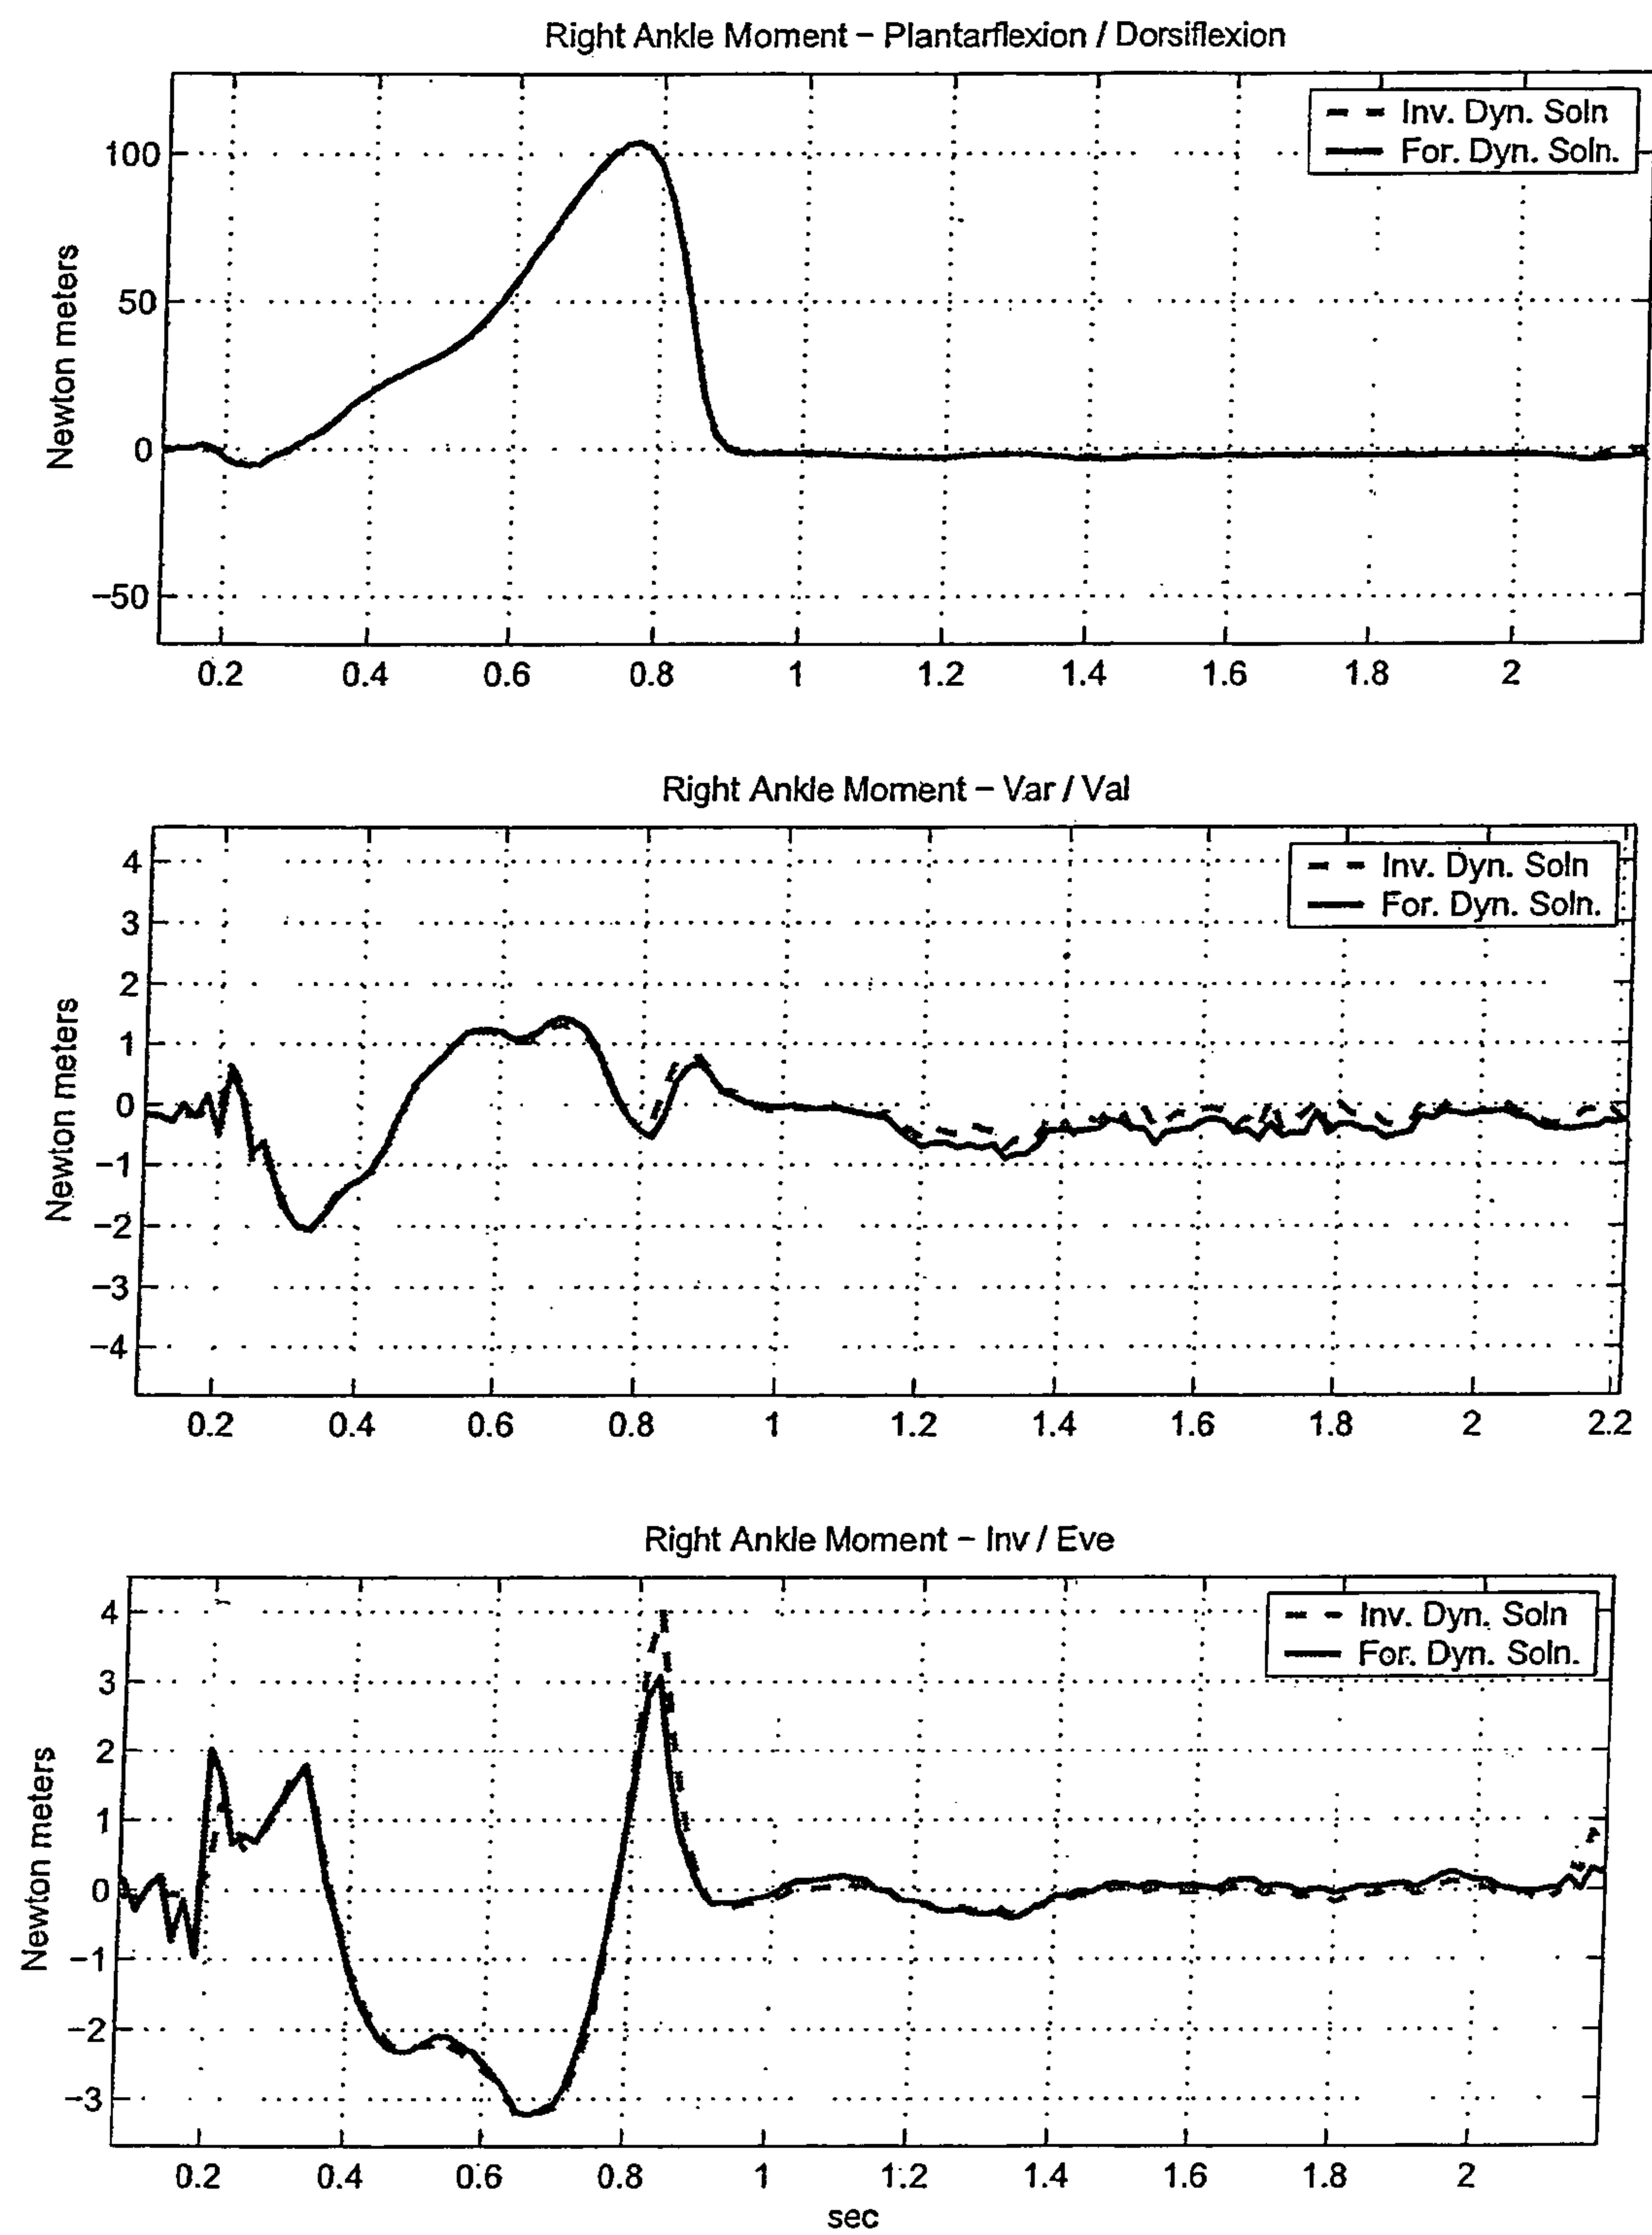 Right Ankle Moment – Plantarflexion / Dorsiflexion
Inv. Dyn. Soln
For. Dyn. Soln.
Newton meters
100
50
0
−50
0.2 0.4 0.6 0.8 1 1.2 1.4 1.6 1.8 2
Right Ankle Moment – Var / Val
Inv. Dyn. Soln
For. Dyn. Soln.
Newton meters
4
3
2
1
0
−1
−2
−3
−4
0.2 0.4 0.6 0.8 1 1.2 1.4 1.6 1.8 2 2.2
Right Ankle Moment – Inv / Eve
Inv. Dyn. Soln
For. Dyn. Soln.
Newton meters
4
3
2
1
0
−1
−2
−3
0.2 0.4 0.6 0.8 1 1.2 1.4 1.6 1.8 2
sec